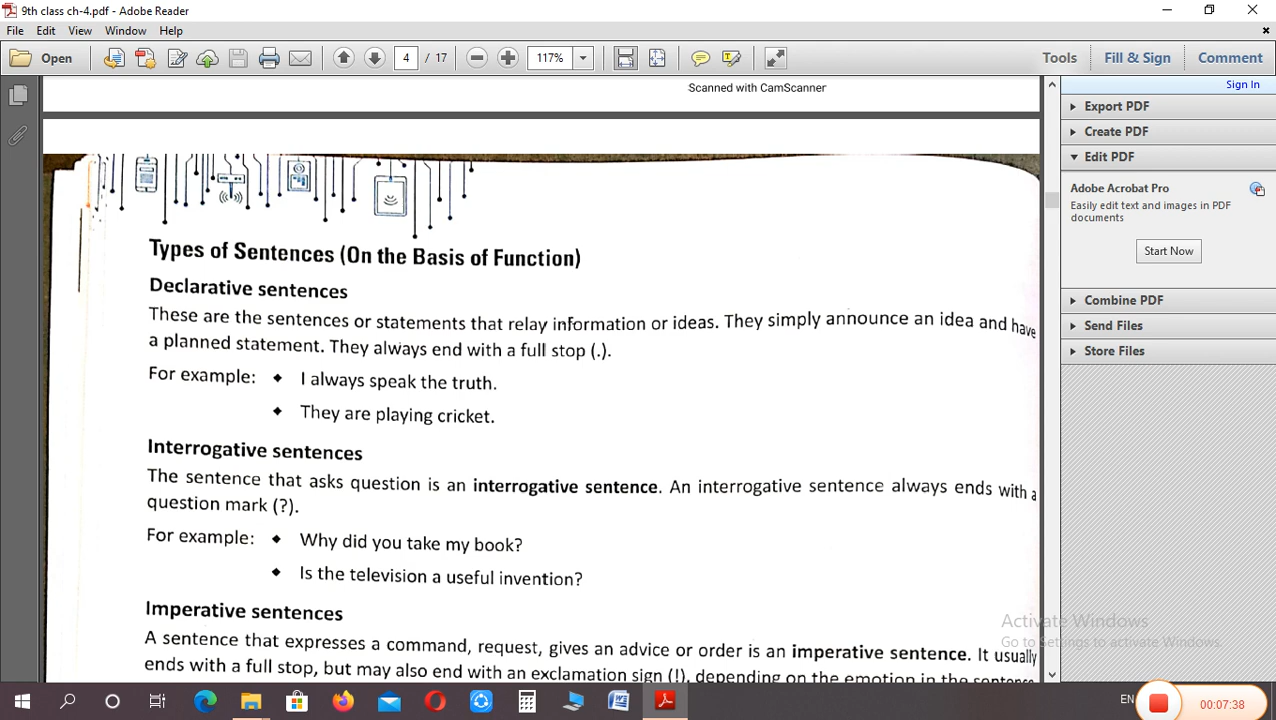 9th class ch-4.pdf - Adobe Reader
File Edit View Window Help
Open 4 / 17 117% Tools Fill & Sign Comment
Sign In
Scanned with CamScanner
Export PDF
Create PDF
Edit PDF
Adobe Acrobat Pro
Easily edit text and images in PDF
documents
Start Now
Combine PDF
Send Files
Store Files
Types of Sentences (On the Basis of Function)
Declarative sentences
These are the sentences or statements that relay information or ideas. They simply announce an idea and have
a planned statement. They always end with a full stop (.).
For example: ◆ I always speak the truth.
◆ They are playing cricket.
Interrogative sentences
The sentence that asks question is an interrogative sentence. An interrogative sentence always ends with a
question mark (?).
For example: ◆ Why did you take my book?
◆ Is the television a useful invention?
Imperative sentences
A sentence that expresses a command, request, gives an advice or order is an imperative sentence. It usually
ends with a full stop, but may also end with an exclamation sign (!), depending on the emotion in the sentence
Activate Windows
Go to Settings to activate Windows.
EN
00:07:38